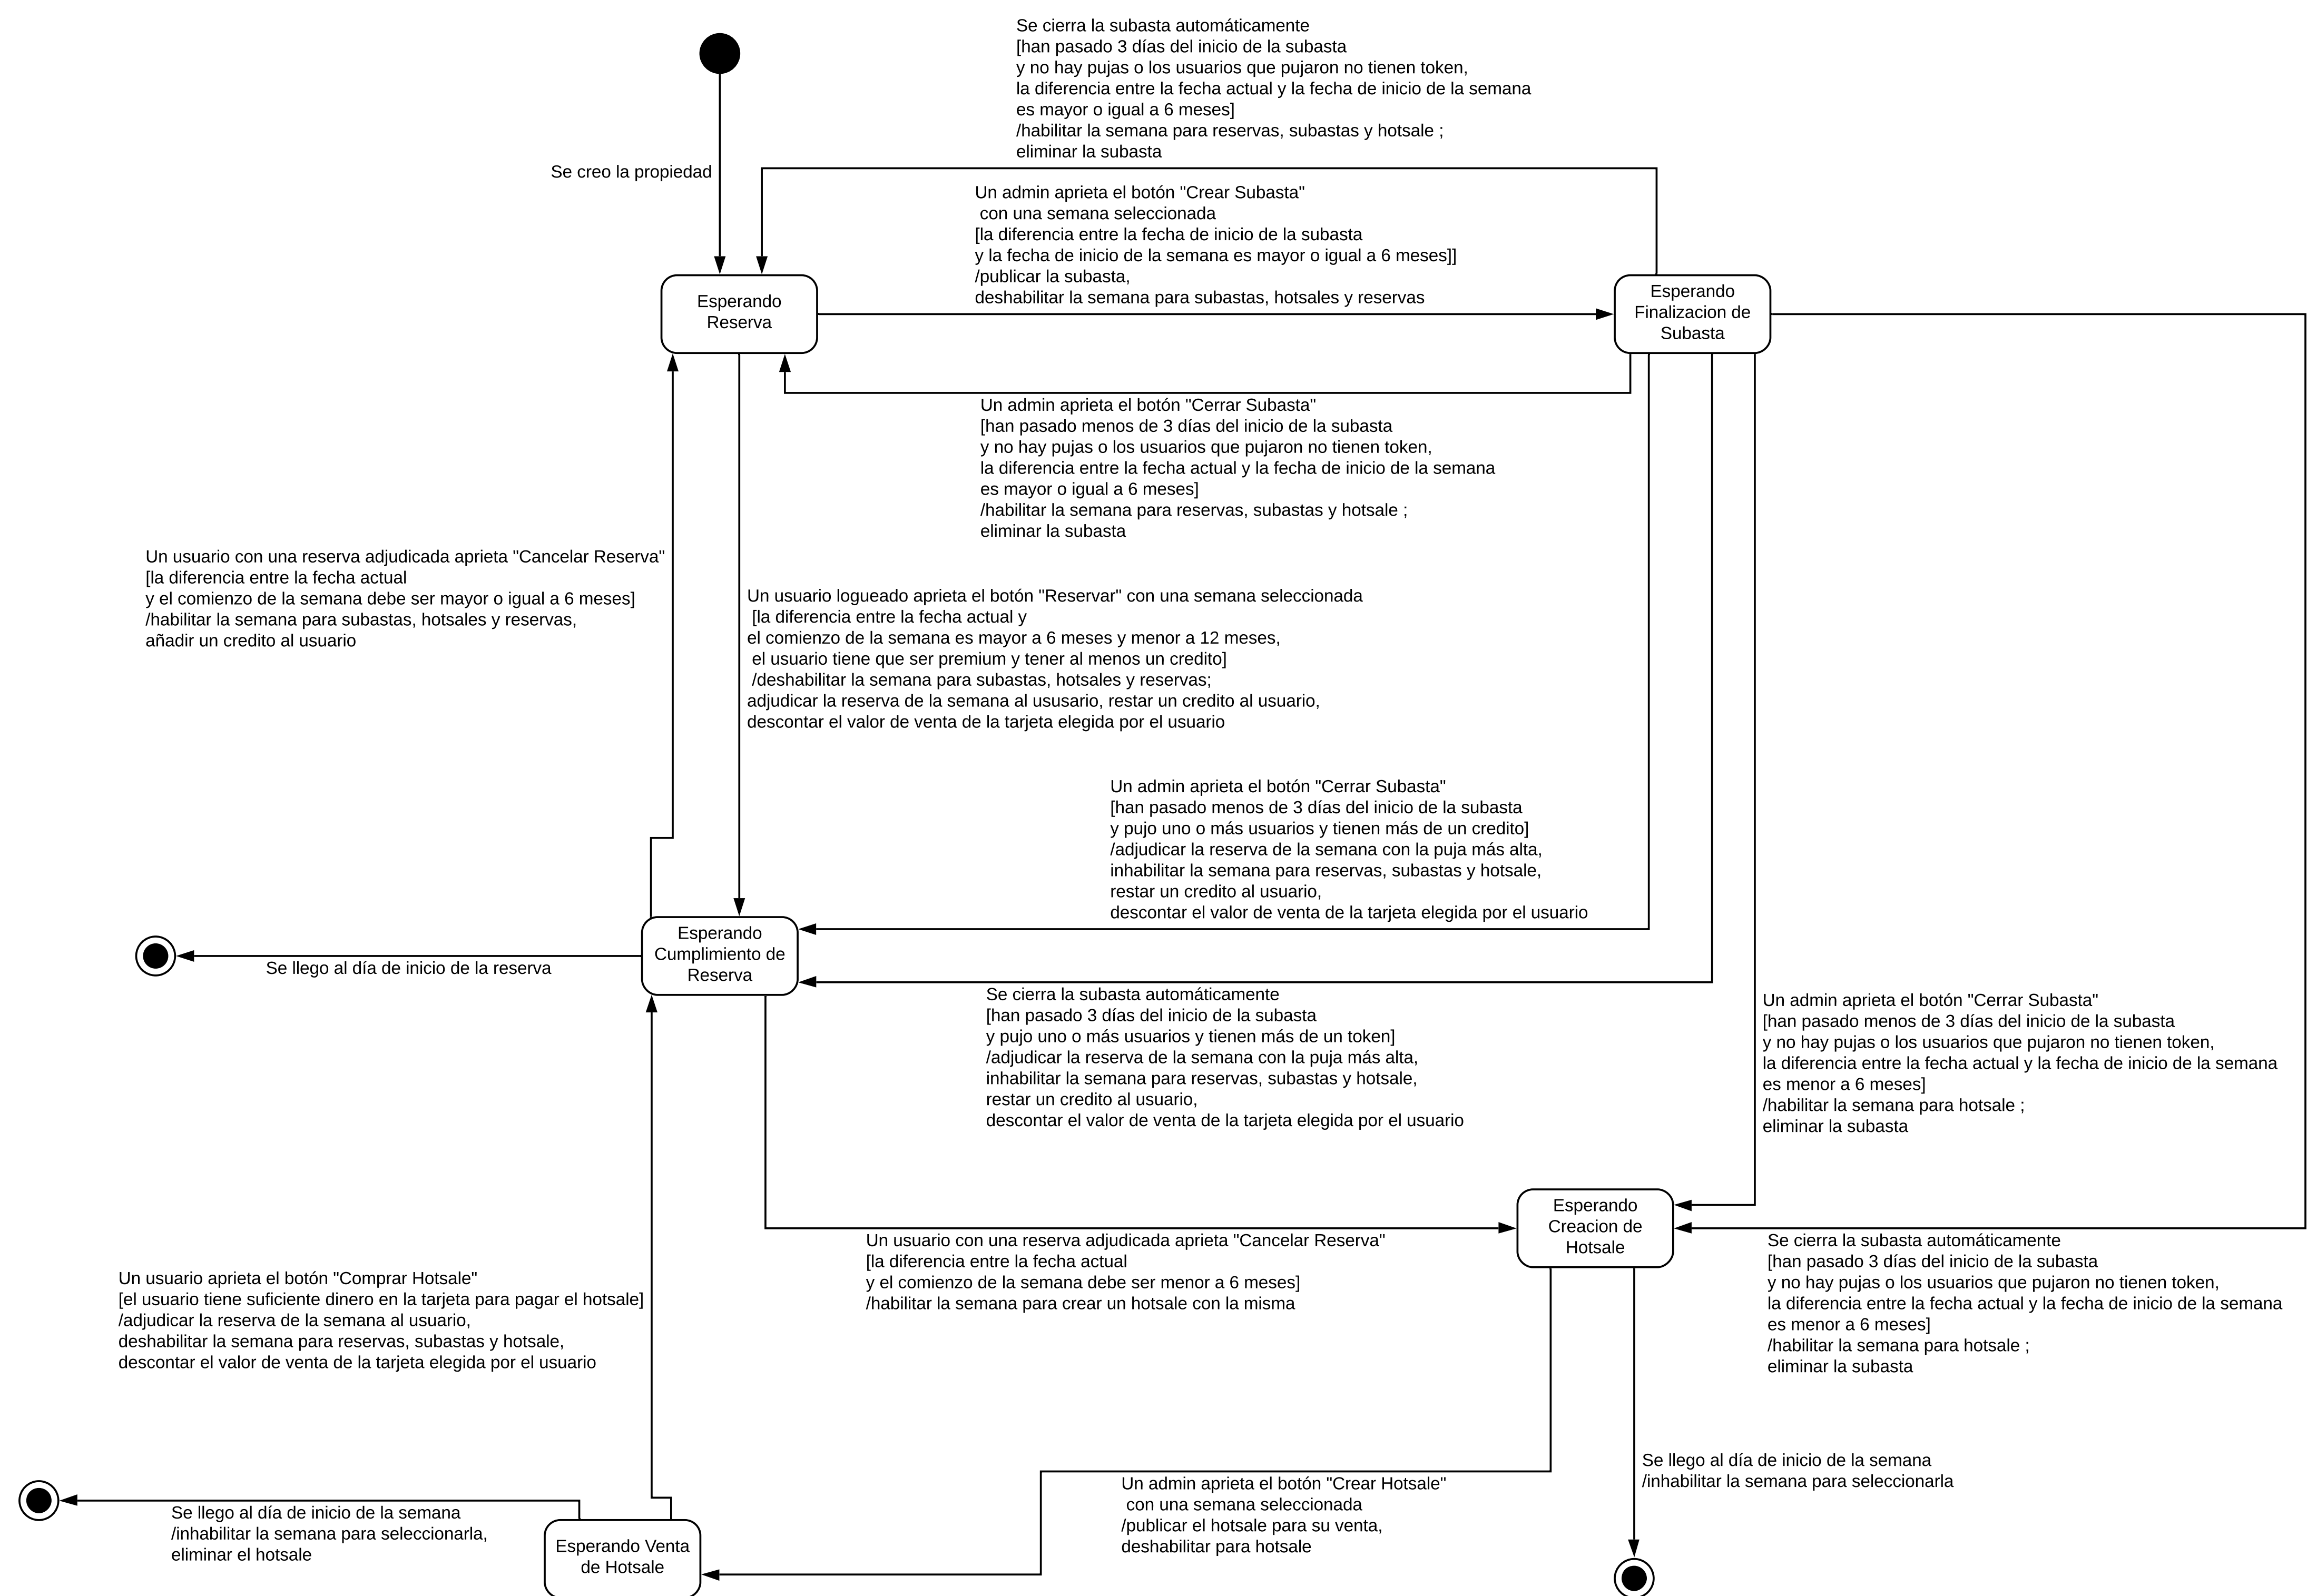 Se cierra la subasta automáticamente
[han pasado 3 días del inicio de la subasta
y no hay pujas o los usuarios que pujaron no tienen token,
la diferencia entre la fecha actual y la fecha de inicio de la semana
es mayor o igual a 6 meses]
/habilitar la semana para reservas, subastas y hotsale ;
eliminar la subasta
Se creo la propiedad
Un admin aprieta el botón "Crear Subasta"
con una semana seleccionada
[la diferencia entre la fecha de inicio de la subasta
y la fecha de inicio de la semana es mayor o igual a 6 meses]]
/publicar la subasta,
deshabilitar la semana para subastas, hotsales y reservas
Esperando
Reserva
Esperando
Finalizacion de
Subasta
Un admin aprieta el botón "Cerrar Subasta"
[han pasado menos de 3 días del inicio de la subasta
y no hay pujas o los usuarios que pujaron no tienen token,
la diferencia entre la fecha actual y la fecha de inicio de la semana
es mayor o igual a 6 meses]
/habilitar la semana para reservas, subastas y hotsale ;
eliminar la subasta
Un usuario con una reserva adjudicada aprieta "Cancelar Reserva"
[la diferencia entre la fecha actual
y el comienzo de la semana debe ser mayor o igual a 6 meses]
/habilitar la semana para subastas, hotsales y reservas,
añadir un credito al usuario
Un usuario logueado aprieta el botón "Reservar" con una semana seleccionada
[la diferencia entre la fecha actual y
el comienzo de la semana es mayor a 6 meses y menor a 12 meses,
el usuario tiene que ser premium y tener al menos un credito]
/deshabilitar la semana para subastas, hotsales y reservas;
adjudicar la reserva de la semana al ususario, restar un credito al usuario,
descontar el valor de venta de la tarjeta elegida por el usuario
Un admin aprieta el botón "Cerrar Subasta"
[han pasado menos de 3 días del inicio de la subasta
y pujo uno o más usuarios y tienen más de un credito]
/adjudicar la reserva de la semana con la puja más alta,
inhabilitar la semana para reservas, subastas y hotsale,
restar un credito al usuario,
descontar el valor de venta de la tarjeta elegida por el usuario
Esperando
Cumplimiento de
Reserva
Se llego al día de inicio de la reserva
Se cierra la subasta automáticamente
[han pasado 3 días del inicio de la subasta
y pujo uno o más usuarios y tienen más de un token]
/adjudicar la reserva de la semana con la puja más alta,
inhabilitar la semana para reservas, subastas y hotsale,
restar un credito al usuario,
descontar el valor de venta de la tarjeta elegida por el usuario
Un admin aprieta el botón "Cerrar Subasta"
[han pasado menos de 3 días del inicio de la subasta
y no hay pujas o los usuarios que pujaron no tienen token,
la diferencia entre la fecha actual y la fecha de inicio de la semana
es menor a 6 meses]
/habilitar la semana para hotsale ;
eliminar la subasta
Esperando
Creacion de
Hotsale
Un usuario con una reserva adjudicada aprieta "Cancelar Reserva"
[la diferencia entre la fecha actual
y el comienzo de la semana debe ser menor a 6 meses]
/habilitar la semana para crear un hotsale con la misma
Se cierra la subasta automáticamente
[han pasado 3 días del inicio de la subasta
y no hay pujas o los usuarios que pujaron no tienen token,
la diferencia entre la fecha actual y la fecha de inicio de la semana
es menor a 6 meses]
/habilitar la semana para hotsale ;
eliminar la subasta
Un usuario aprieta el botón "Comprar Hotsale"
[el usuario tiene suficiente dinero en la tarjeta para pagar el hotsale]
/adjudicar la reserva de la semana al usuario,
deshabilitar la semana para reservas, subastas y hotsale,
descontar el valor de venta de la tarjeta elegida por el usuario
Se llego al día de inicio de la semana
/inhabilitar la semana para seleccionarla
Un admin aprieta el botón "Crear Hotsale"
con una semana seleccionada
/publicar el hotsale para su venta,
deshabilitar para hotsale
Se llego al día de inicio de la semana
/inhabilitar la semana para seleccionarla,
eliminar el hotsale
Esperando Venta
de Hotsale